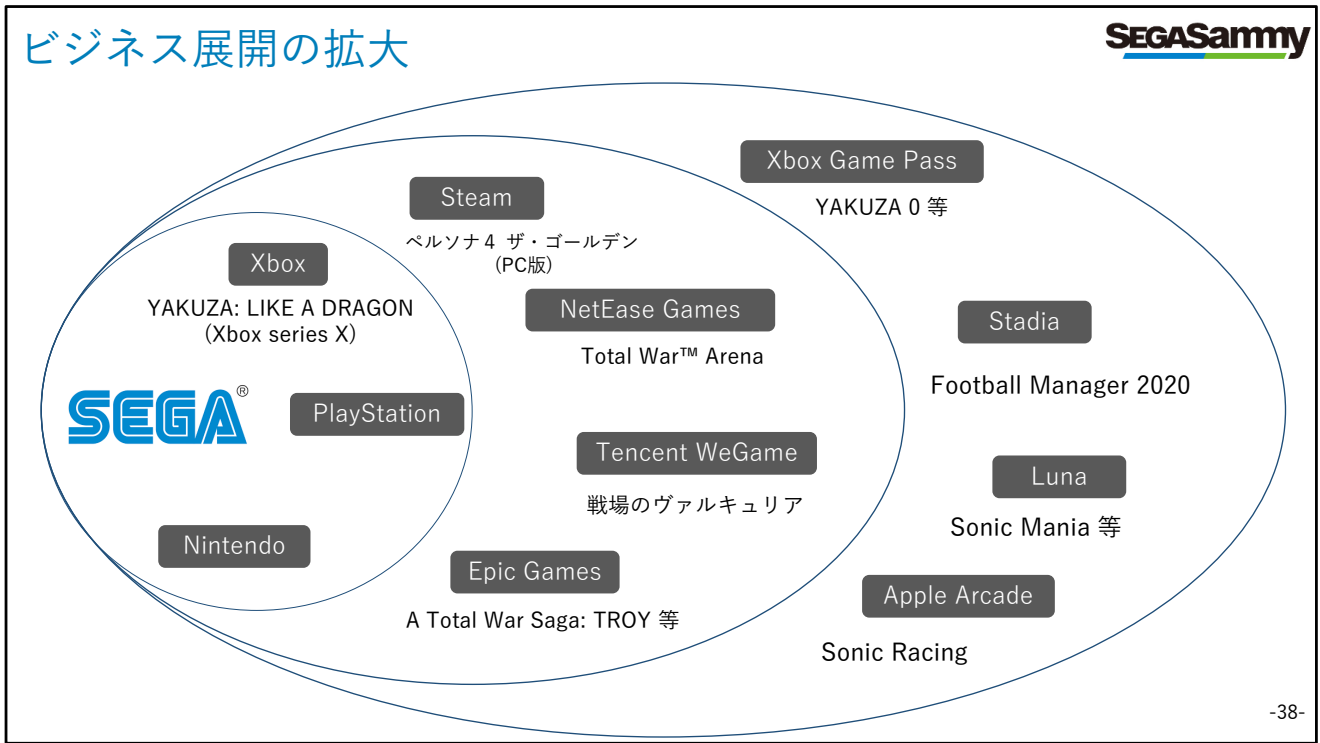 ビジネス展開の拡大
SEGASammy
Xbox Game Pass
YAKUZA 0 等
Steam
ペルソナ4 ザ・ゴールデン
(PC版)
Xbox
YAKUZA: LIKE A DRAGON
(Xbox series X)
NetEase Games
Total War™ Arena
Stadia
Football Manager 2020
SEGA®
PlayStation
Tencent WeGame
戦場のヴァルキュリア
Luna
Sonic Mania 等
Nintendo
Epic Games
A Total War Saga: TROY 等
Apple Arcade
Sonic Racing
-38-